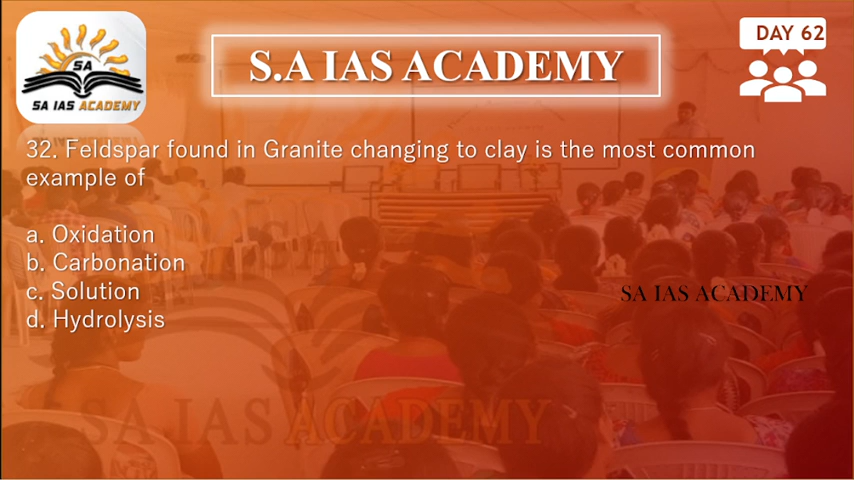 S.A IAS ACADEMY
DAY 62
SA
SA IAS ACADEMY
32. Feldspar found in Granite changing to clay is the most common
example of
a. Oxidation
b. Carbonation
c. Solution
d. Hydrolysis
SA IAS ACADEMY
SA IAS ACADEMY